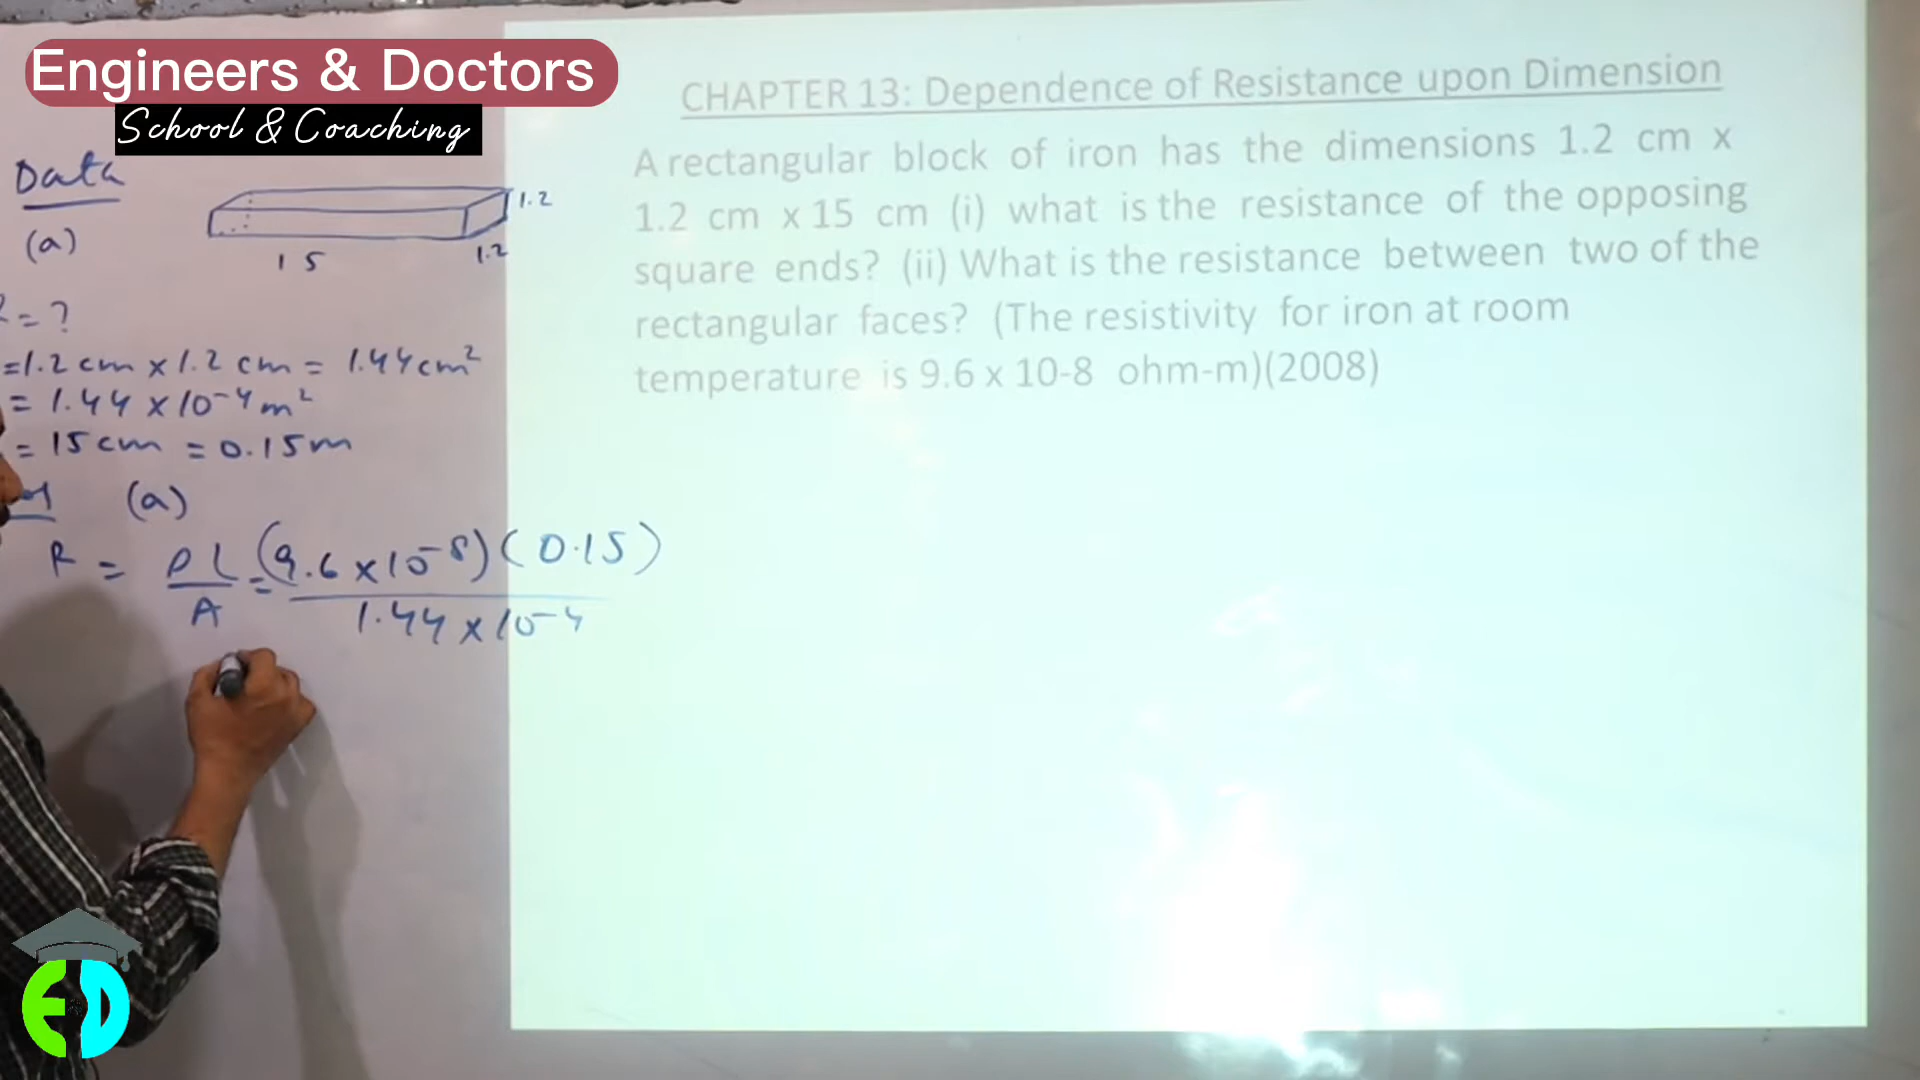 Engineers & Doctors
School & Coaching
CHAPTER 13: Dependence of Resistance upon Dimension
A rectangular block of iron has the dimensions 1.2 cm x
1.2 cm x 15 cm (i) what is the resistance of the opposing
square ends? (ii) What is the resistance between two of the
rectangular faces? (The resistivity for iron at room
temperature is 9.6 x 10-8 ohm-m)(2008)
Data
(a)
1.2
1.2
15
= ?
=1.2 cm x 1.2 cm = 1.44 cm²
= 1.44 x 10⁻⁴ m²
= 15 cm = 0.15m
(a)
R = ρL/A = (9.6 x 10⁻⁸)(0.15)/1.44 x 10⁻⁴
ED